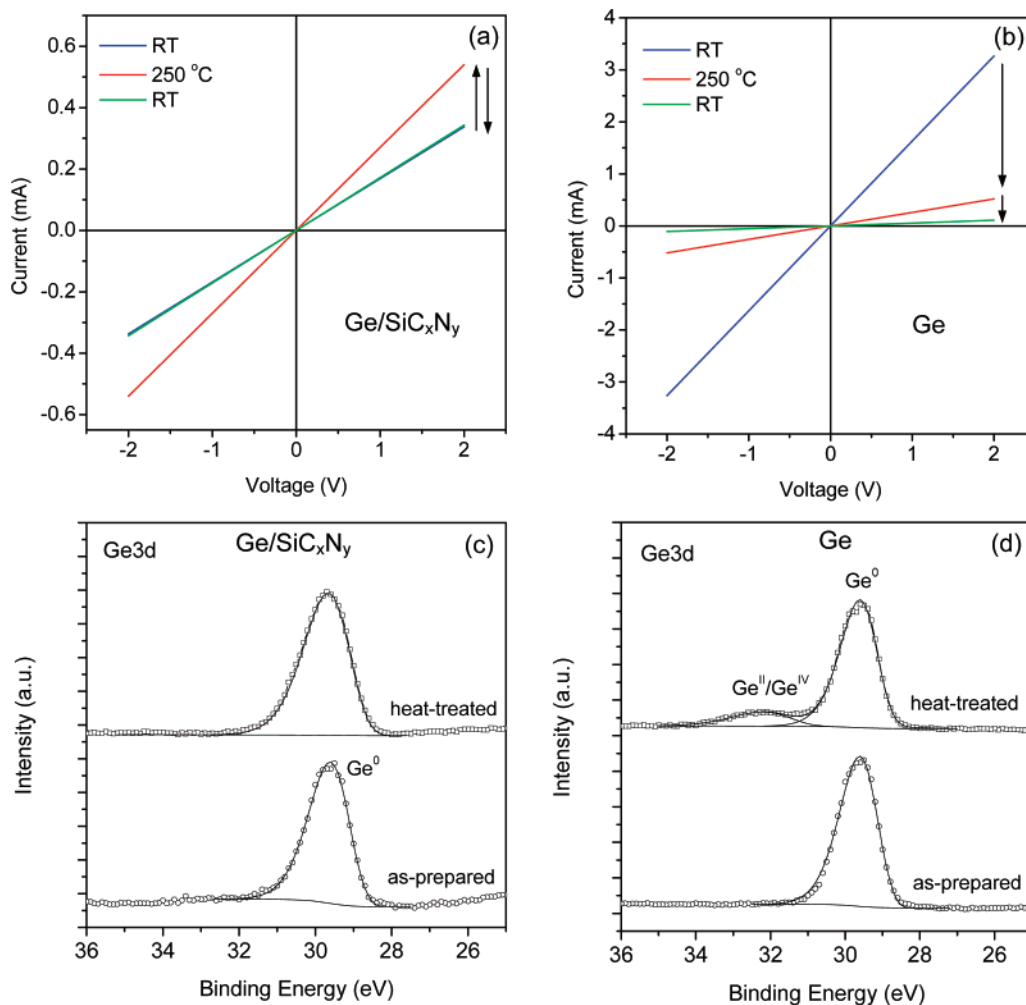 (a)
RT
250 °C
RT
0.6
0.4
0.2
0.0
-0.2
-0.4
-0.6
Current (mA)
Ge/SiCxNy
-2
-1
0
1
2
Voltage (V)
(b)
RT
250 °C
RT
4
3
2
1
0
-1
-2
-3
-4
Current (mA)
Ge
-2
-1
0
1
2
Voltage (V)
Ge3d
Ge/SiCxNy
(c)
heat-treated
Ge0
as-prepared
Intensity (a.u.)
36
34
32
30
28
26
Binding Energy (eV)
Ge3d
Ge
(d)
Ge0
GeII/GeIV
heat-treated
as-prepared
Intensity (a.u.)
36
34
32
30
28
26
Binding Energy (eV)